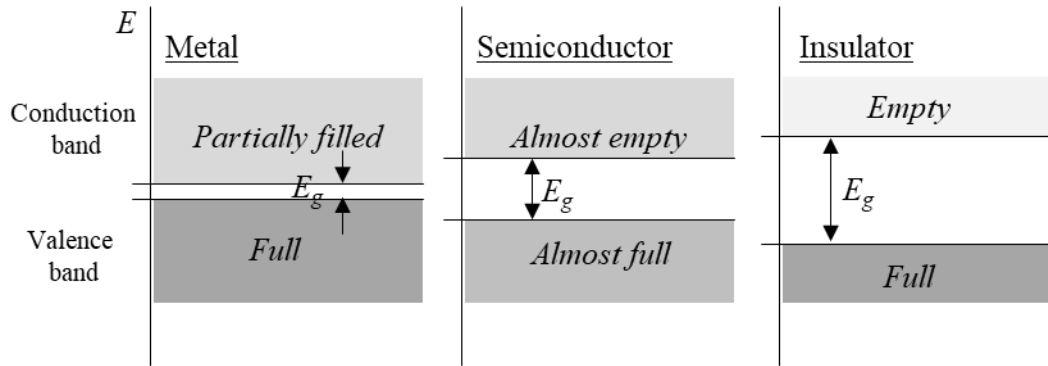 E
Metal
Semiconductor
Insulator
Conduction
band
Partially filled
Almost empty
Empty
E_g
E_g
E_g
Valence
band
Full
Almost full
Full